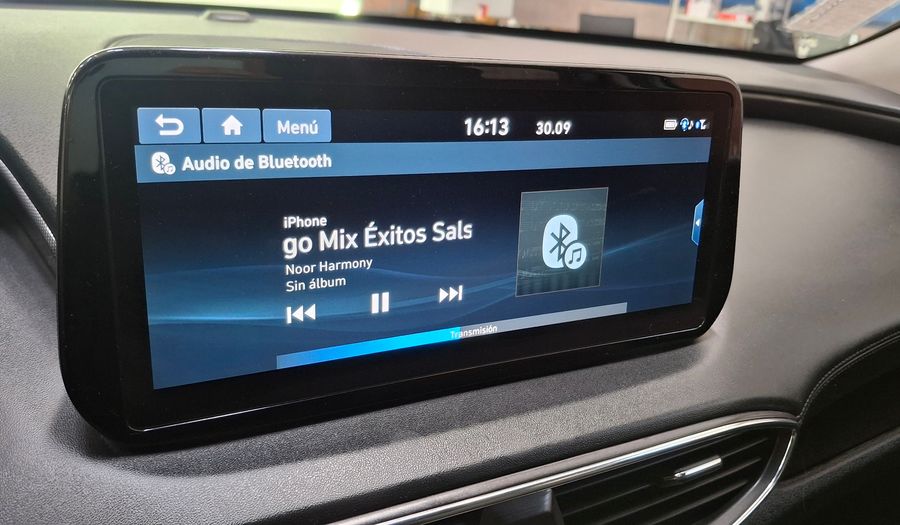 Menú
16:13
30.09
Audio de Bluetooth
iPhone
go Mix Éxitos Sals
Noor Harmony
Sin álbum
Transmisión